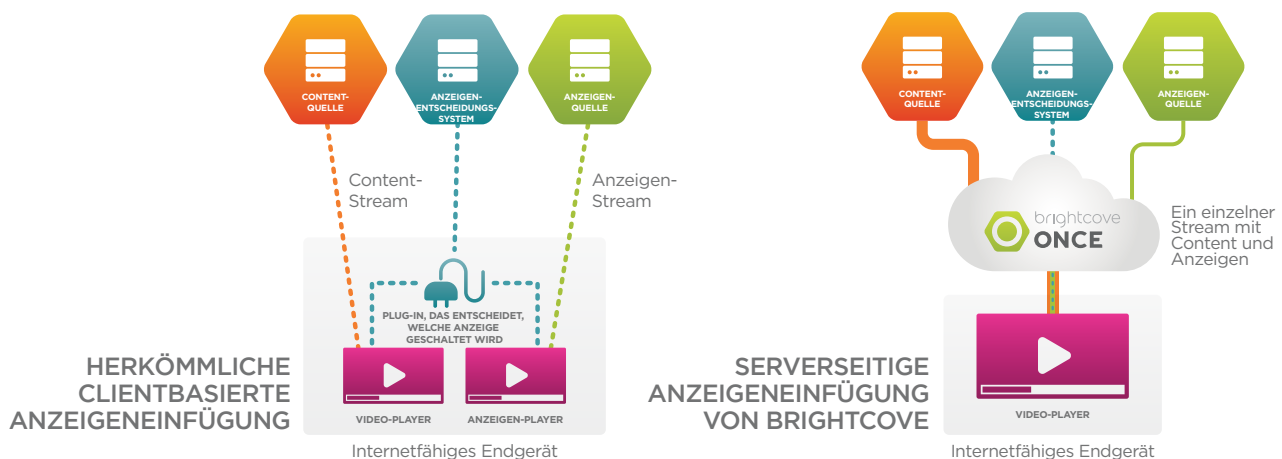 CONTENT-
QUELLE
ANZEIGEN-
ENTSCHEIDUNGS-
SYSTEM
ANZEIGEN-
QUELLE
Content-
Stream
Anzeigen-
Stream
PLUG-IN, DAS ENTSCHEIDET,
WELCHE ANZEIGE
GESCHALTET WIRD
HERKÖMMLICHE
CLIENTBASIERTE
ANZEIGENEINFÜGUNG
VIDEO-PLAYER
ANZEIGEN-PLAYER
Internetfähiges Endgerät
CONTENT-
QUELLE
ANZEIGEN-
ENTSCHEIDUNGS-
SYSTEM
ANZEIGEN-
QUELLE
brightcove
ONCE
Ein einzelner
Stream mit
Content und
Anzeigen
SERVERSEITIGE
ANZEIGENEINFÜGUNG
VON BRIGHTCOVE
VIDEO-PLAYER
Internetfähiges Endgerät